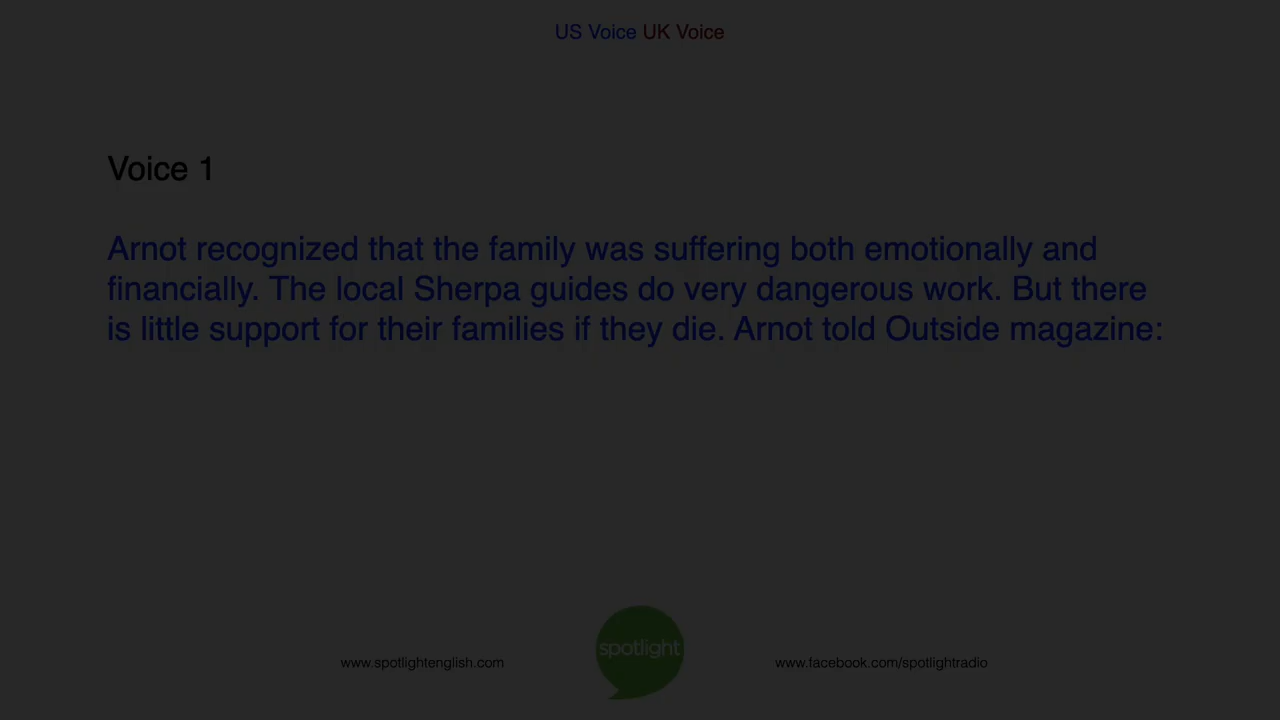 US Voice UK Voice
Voice 1
Arnot recognized that the family was suffering both emotionally and
financially. The local Sherpa guides do very dangerous work. But there
is little support for their families if they die. Arnot told Outside magazine:
spotlight
www.spotlightenglish.com
www.facebook.com/spotlightradio